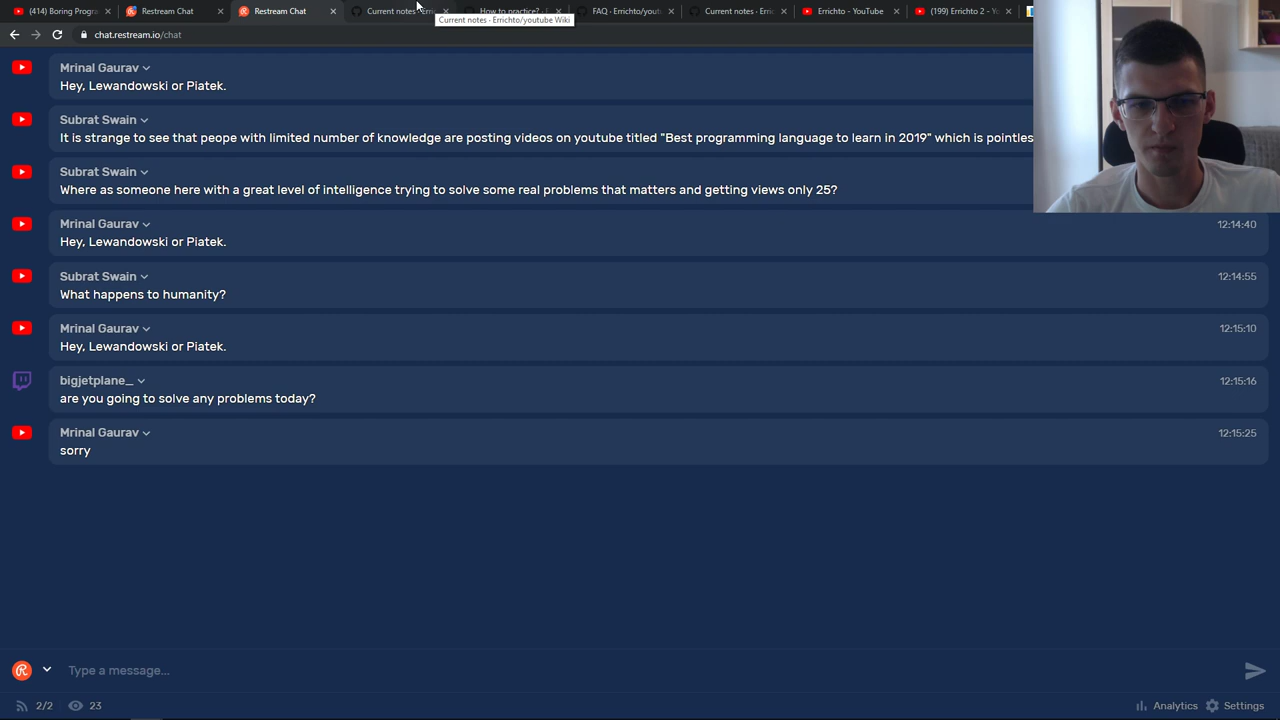 (414) Boring Progra
Restream Chat
Restream Chat
Current notes · Erri
How to practice?
FAQ · Errichto/yout
Current notes · Erri
Errichto - YouTube
(199) Errichto 2 - Yo
Current notes · Errichto/youtube Wiki
chat.restream.io/chat
Mrinal Gaurav
Hey, Lewandowski or Piatek.
Subrat Swain
It is strange to see that peope with limited number of knowledge are posting videos on youtube titled "Best programming language to learn in 2019" which is pointles
Subrat Swain
Where as someone here with a great level of intelligence trying to solve some real problems that matters and getting views only 25?
Mrinal Gaurav
12:14:40
Hey, Lewandowski or Piatek.
Subrat Swain
12:14:55
What happens to humanity?
Mrinal Gaurav
12:15:10
Hey, Lewandowski or Piatek.
bigjetplane_
12:15:16
are you going to solve any problems today?
Mrinal Gaurav
12:15:25
sorry
Type a message...
2/2
23
Analytics
Settings